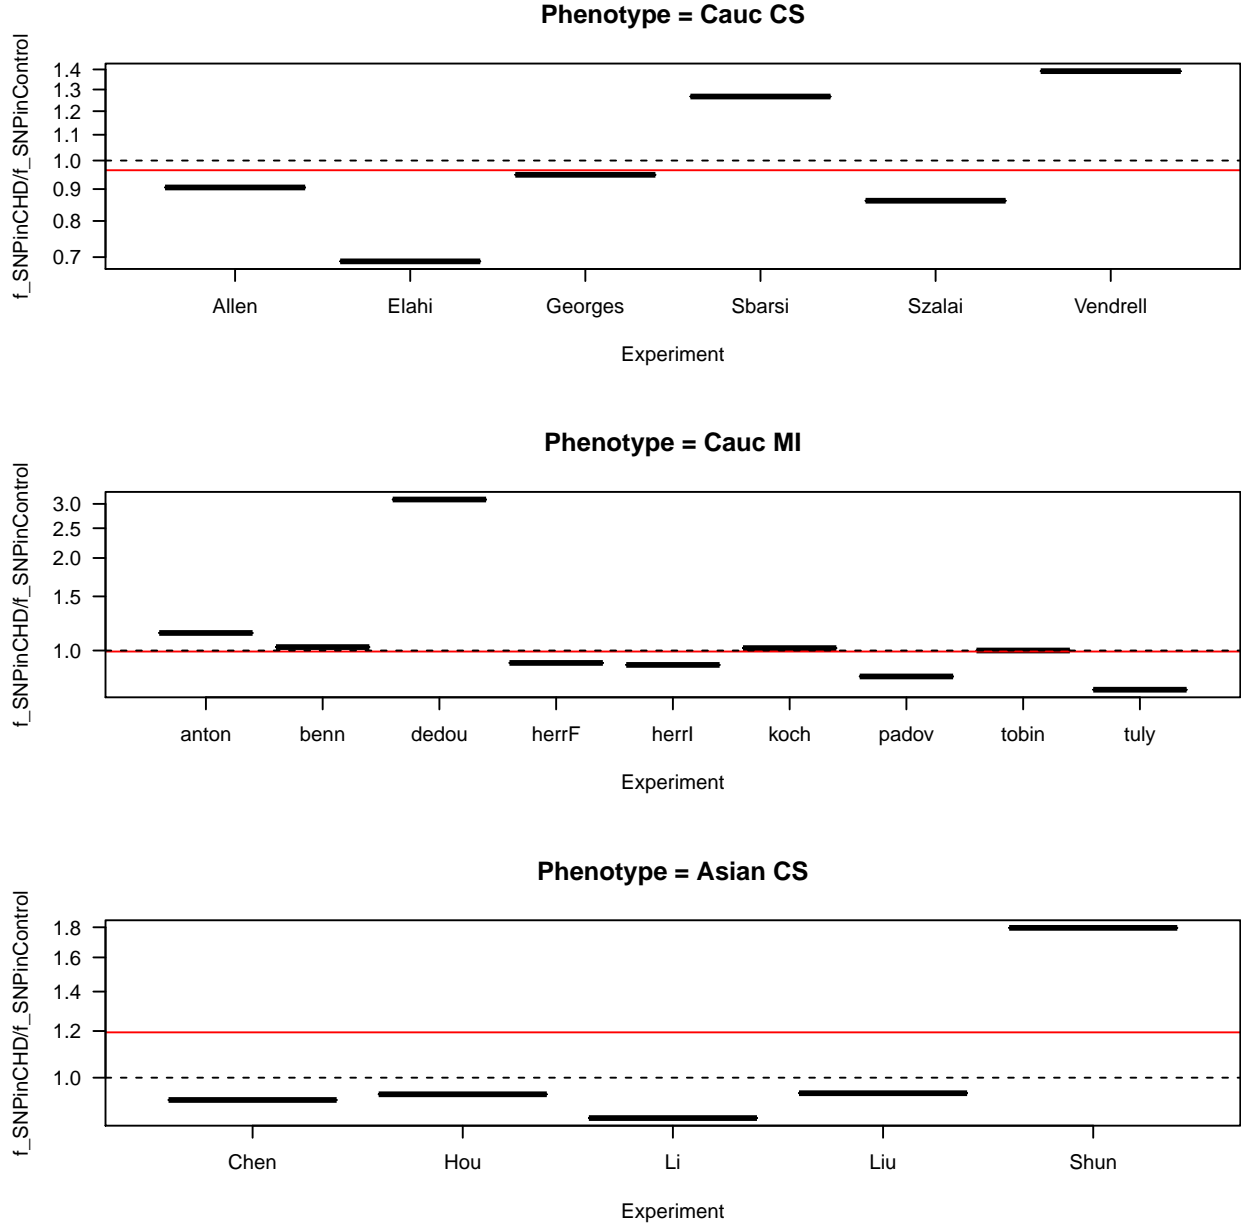 Phenotype = Cauc CS
f_SNPinCHD/f_SNPinControl
1.4
1.3
1.2
1.1
1.0
0.9
0.8
0.7
Allen Elahi Georges Sbarsi Szalai Vendrell
Experiment
Phenotype = Cauc MI
f_SNPinCHD/f_SNPinControl
3.0
2.5
2.0
1.5
1.0
anton benn dedou herrF herrI koch padov tobin tuly
Experiment
Phenotype = Asian CS
f_SNPinCHD/f_SNPinControl
1.8
1.6
1.4
1.2
1.0
Chen Hou Li Liu Shun
Experiment